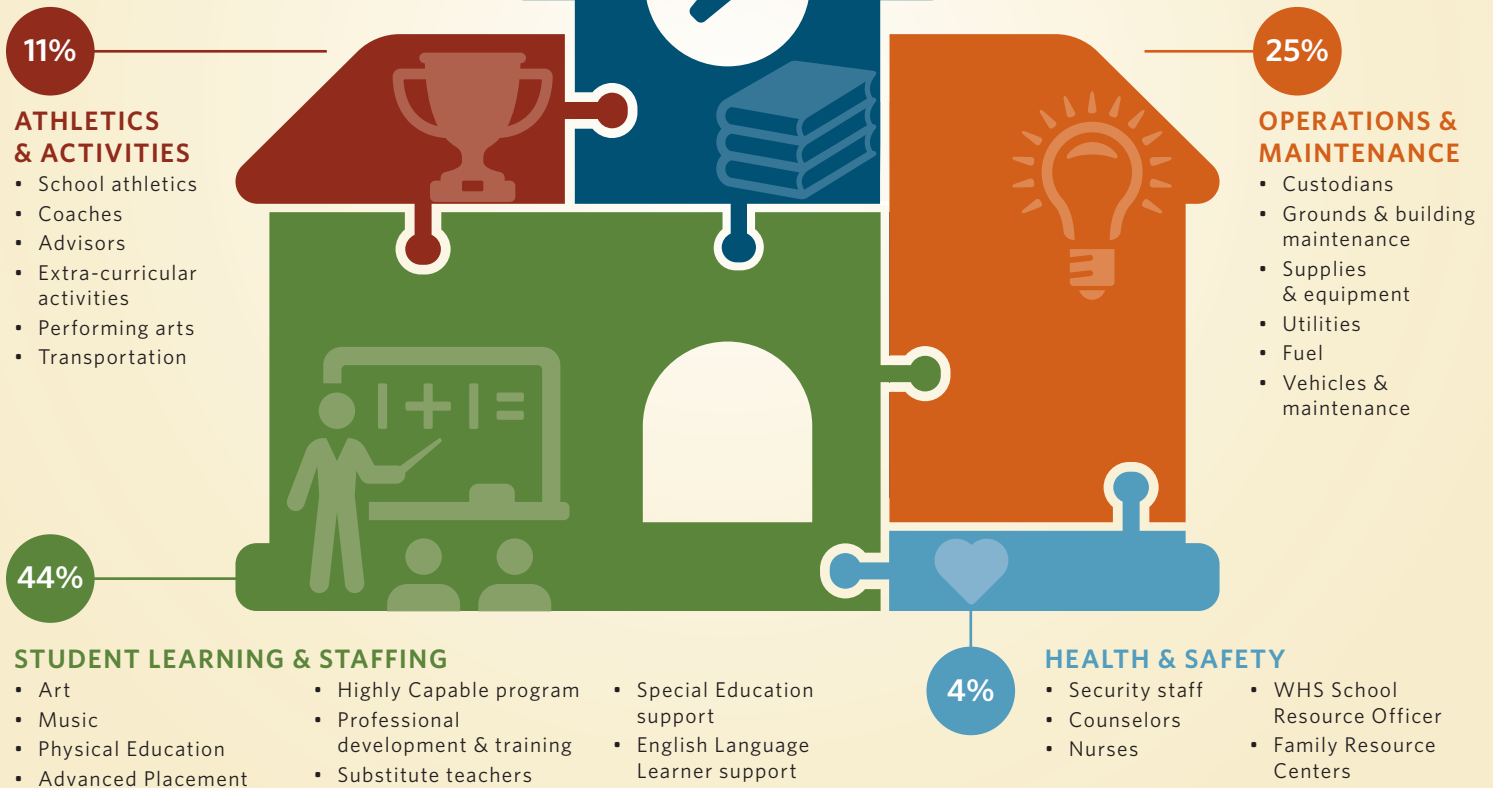 11%
ATHLETICS
& ACTIVITIES
• School athletics
• Coaches
• Advisors
• Extra-curricular
activities
• Performing arts
• Transportation
25%
OPERATIONS &
MAINTENANCE
• Custodians
• Grounds & building
maintenance
• Supplies
& equipment
• Utilities
• Fuel
• Vehicles &
maintenance
1+1=
44%
STUDENT LEARNING & STAFFING
• Art
• Music
• Physical Education
• Advanced Placement
• Highly Capable program
• Professional
development & training
• Substitute teachers
• Special Education
support
• English Language
Learner support
4%
HEALTH & SAFETY
• Security staff
• Counselors
• Nurses
• WHS School
Resource Officer
• Family Resource
Centers